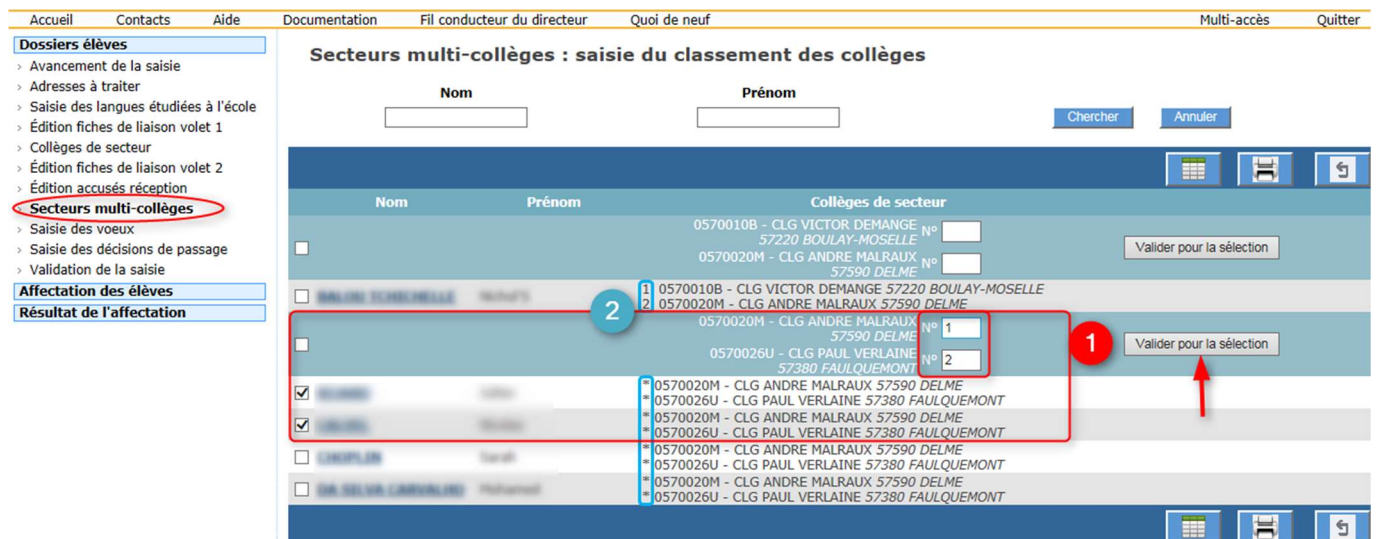 Accueil Contacts Aide Documentation Fil conducteur du directeur Quoi de neuf Multi-accès Quitter
Dossiers élèves
› Avancement de la saisie
› Adresses à traiter
› Saisie des langues étudiées à l'école
› Édition fiches de liaison volet 1
› Collèges de secteur
› Édition fiches de liaison volet 2
› Édition accusés réception
› Secteurs multi-collèges
› Saisie des voeux
› Saisie des décisions de passage
› Validation de la saisie
Affectation des élèves
Résultat de l'affectation
Secteurs multi-collèges : saisie du classement des collèges
Nom Prénom
Chercher Annuler
Nom Prénom Collèges de secteur
0570010B - CLG VICTOR DEMANGE N°
57220 BOULAY-MOSELLE
0570020M - CLG ANDRE MALRAUX N°
57590 DELME
Valider pour la sélection
1 0570010B - CLG VICTOR DEMANGE 57220 BOULAY-MOSELLE
2 0570020M - CLG ANDRE MALRAUX 57590 DELME
2
0570020M - CLG ANDRE MALRAUX N° 1
57590 DELME
0570026U - CLG PAUL VERLAINE N° 2
57380 FAULQUEMONT
1
Valider pour la sélection
* 0570020M - CLG ANDRE MALRAUX 57590 DELME
* 0570026U - CLG PAUL VERLAINE 57380 FAULQUEMONT
* 0570020M - CLG ANDRE MALRAUX 57590 DELME
* 0570026U - CLG PAUL VERLAINE 57380 FAULQUEMONT
* 0570020M - CLG ANDRE MALRAUX 57590 DELME
* 0570026U - CLG PAUL VERLAINE 57380 FAULQUEMONT
* 0570020M - CLG ANDRE MALRAUX 57590 DELME
* 0570026U - CLG PAUL VERLAINE 57380 FAULQUEMONT